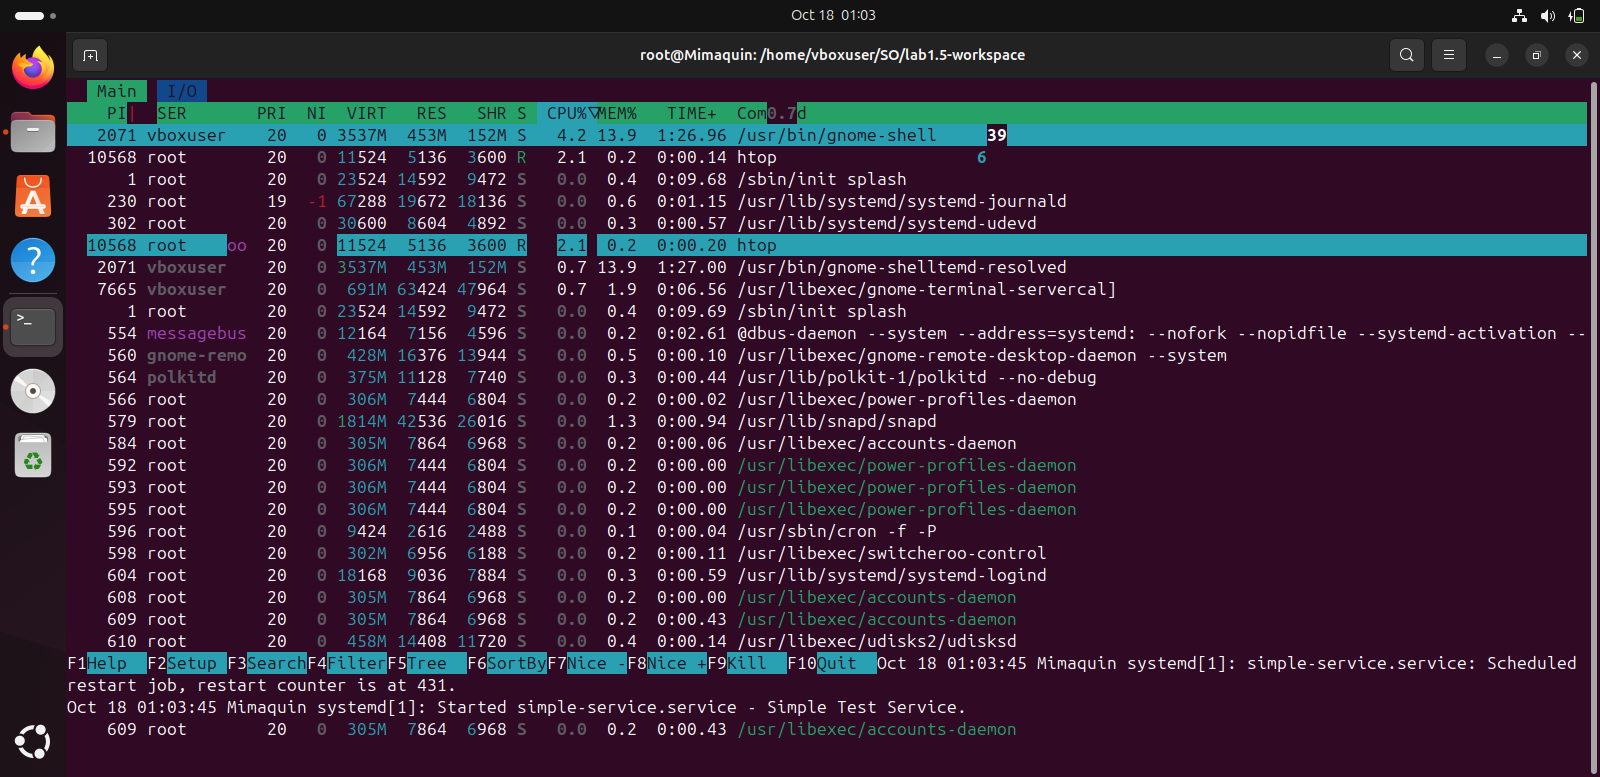 Oct 18 01:03
root@Mimaquin: /home/vboxuser/SO/lab1.5-workspace
Main I/O
PI| SER PRI NI VIRT RES SHR S CPU%▽MEM% TIME+ Com0.7d
2071 vboxuser 20 0 3537M 453M 152M S 4.2 13.9 1:26.96 /usr/bin/gnome-shell 39
10568 root 20 0 11524 5136 3600 R 2.1 0.2 0:00.14 htop 6
1 root 20 0 23524 14592 9472 S 0.0 0.4 0:09.68 /sbin/init splash
230 root 19 -1 67288 19672 18136 S 0.0 0.6 0:01.15 /usr/lib/systemd/systemd-journald
302 root 20 0 30600 8604 4892 S 0.0 0.3 0:00.57 /usr/lib/systemd/systemd-udevd
10568 root oo 20 0 11524 5136 3600 R 2.1 0.2 0:00.20 htop
2071 vboxuser 20 0 3537M 453M 152M S 0.7 13.9 1:27.00 /usr/bin/gnome-shelltemd-resolved
7665 vboxuser 20 0 691M 63424 47964 S 0.7 1.9 0:06.56 /usr/libexec/gnome-terminal-servercal]
1 root 20 0 23524 14592 9472 S 0.0 0.4 0:09.69 /sbin/init splash
554 messagebus 20 0 12164 7156 4596 S 0.0 0.2 0:02.61 @dbus-daemon --system --address=systemd: --nofork --nopidfile --systemd-activation --
560 gnome-remo 20 0 428M 16376 13944 S 0.0 0.5 0:00.10 /usr/libexec/gnome-remote-desktop-daemon --system
564 polkitd 20 0 375M 11128 7740 S 0.0 0.3 0:00.44 /usr/lib/polkit-1/polkitd --no-debug
566 root 20 0 306M 7444 6804 S 0.0 0.2 0:00.02 /usr/libexec/power-profiles-daemon
579 root 20 0 1814M 42536 26016 S 0.0 1.3 0:00.94 /usr/lib/snapd/snapd
584 root 20 0 305M 7864 6968 S 0.0 0.2 0:00.06 /usr/libexec/accounts-daemon
592 root 20 0 306M 7444 6804 S 0.0 0.2 0:00.00 /usr/libexec/power-profiles-daemon
593 root 20 0 306M 7444 6804 S 0.0 0.2 0:00.00 /usr/libexec/power-profiles-daemon
595 root 20 0 306M 7444 6804 S 0.0 0.2 0:00.00 /usr/libexec/power-profiles-daemon
596 root 20 0 9424 2616 2488 S 0.0 0.1 0:00.04 /usr/sbin/cron -f -P
598 root 20 0 302M 6956 6188 S 0.0 0.2 0:00.11 /usr/libexec/switcheroo-control
604 root 20 0 18168 9036 7884 S 0.0 0.3 0:00.59 /usr/lib/systemd/systemd-logind
608 root 20 0 305M 7864 6968 S 0.0 0.2 0:00.00 /usr/libexec/accounts-daemon
609 root 20 0 305M 7864 6968 S 0.0 0.2 0:00.43 /usr/libexec/accounts-daemon
610 root 20 0 458M 14408 11720 S 0.0 0.4 0:00.14 /usr/libexec/udisks2/udisksd
F1Help F2Setup F3SearchF4FilterF5Tree F6SortByF7Nice -F8Nice +F9Kill F10Quit Oct 18 01:03:45 Mimaquin systemd[1]: simple-service.service: Scheduled
restart job, restart counter is at 431.
Oct 18 01:03:45 Mimaquin systemd[1]: Started simple-service.service - Simple Test Service.
609 root 20 0 305M 7864 6968 S 0.0 0.2 0:00.43 /usr/libexec/accounts-daemon